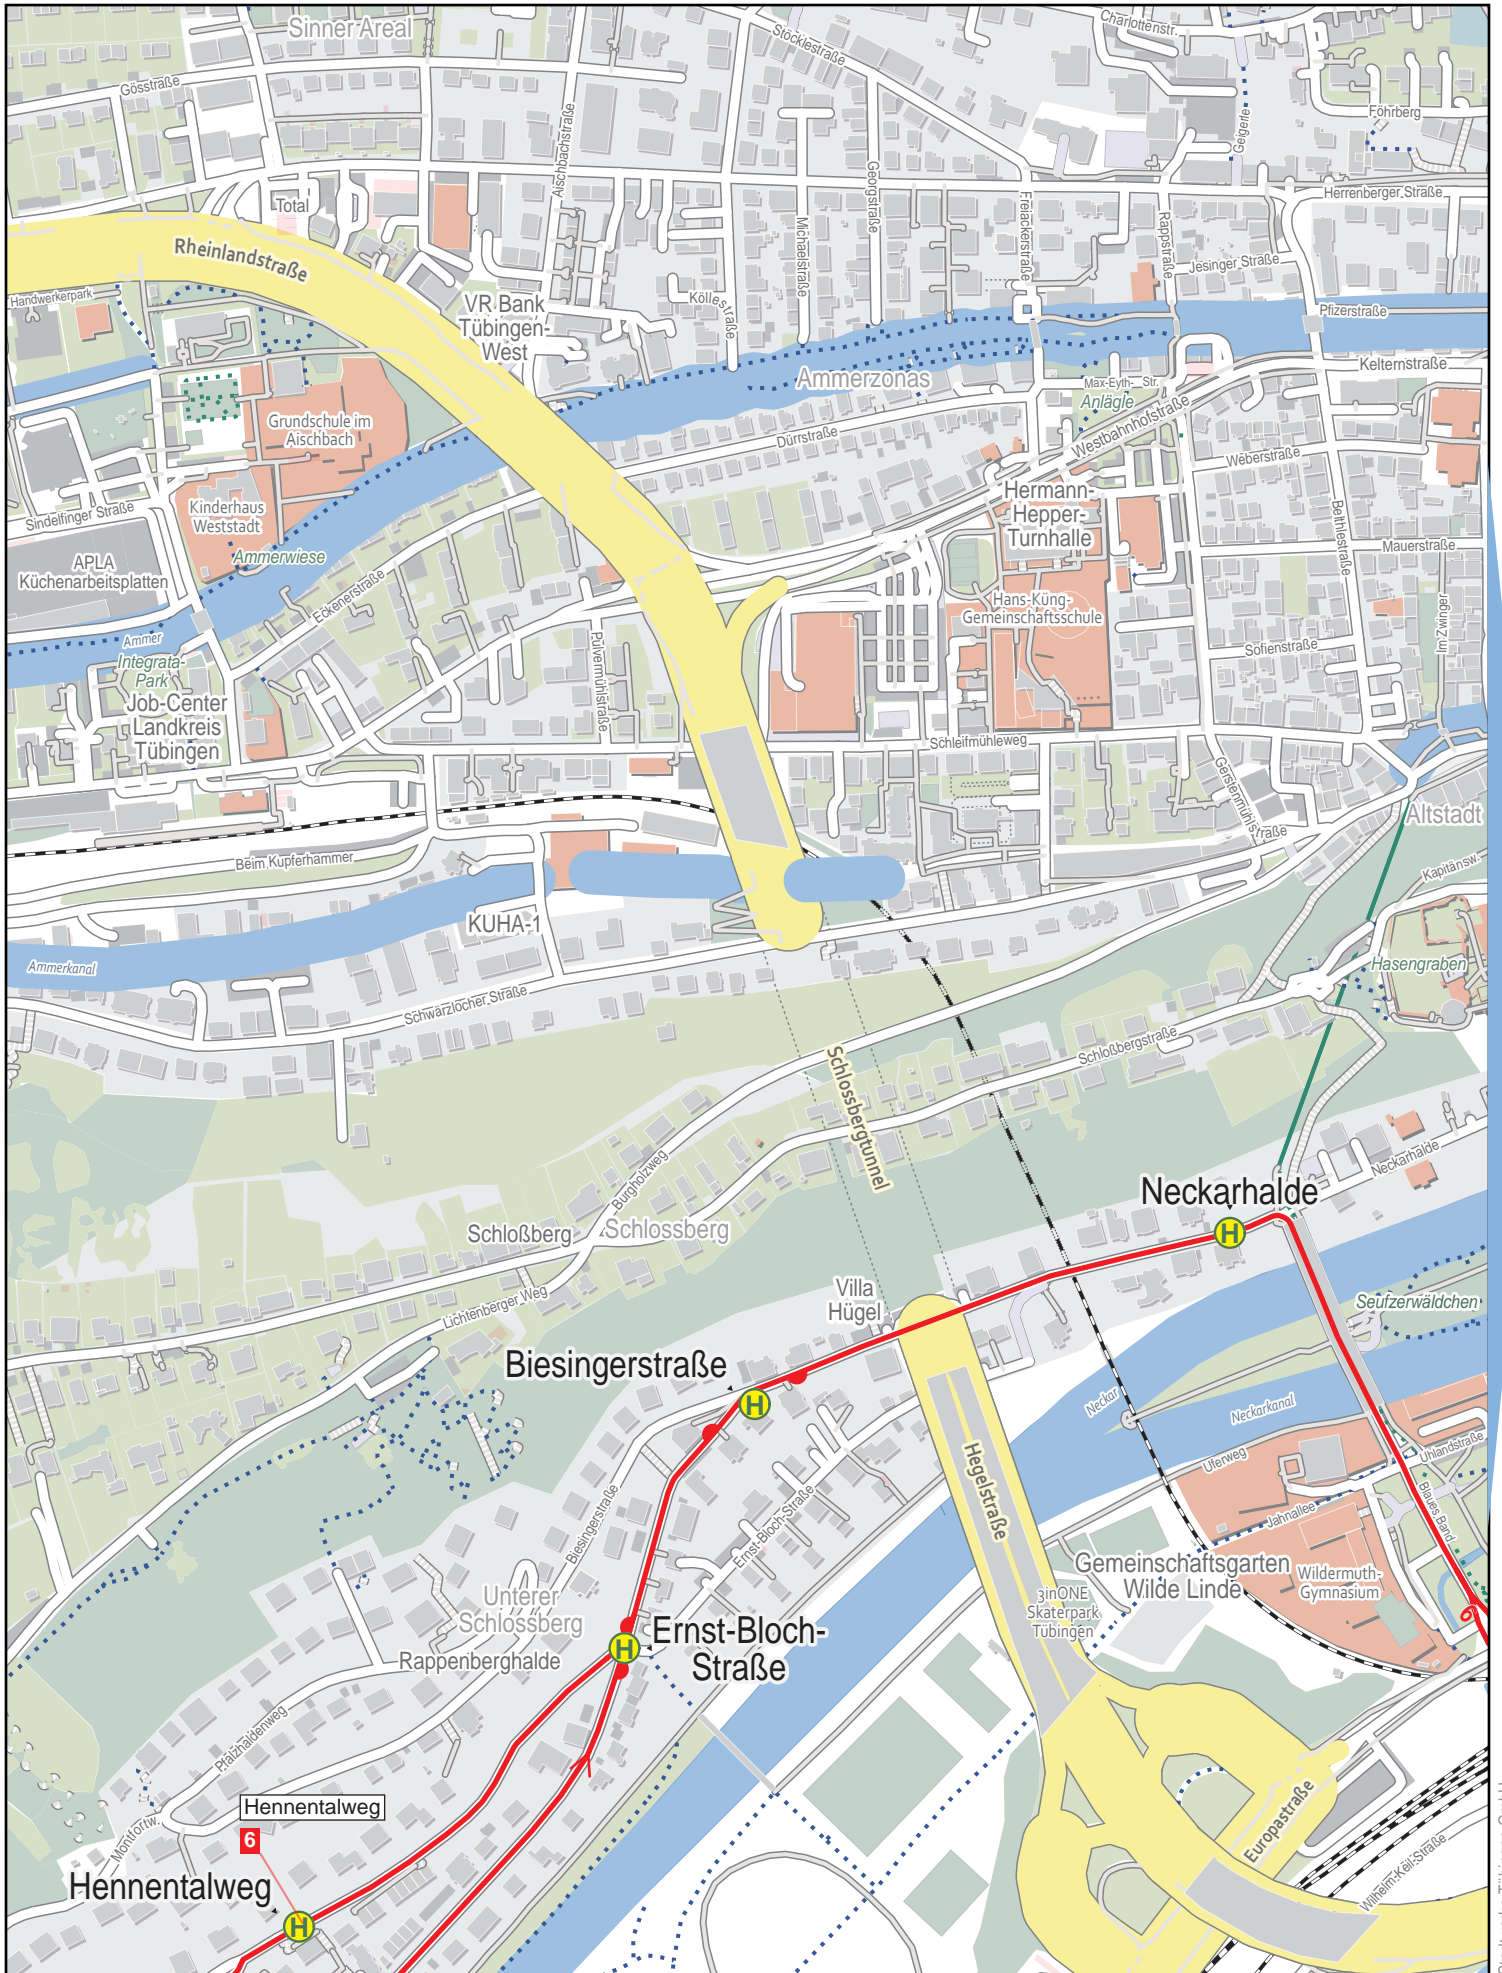 Sinner Areal
Charlottenstr.
Stöcklestraße
Gösstraße
Föhrberg
Aischbachstraße
Geigerle
Georgstraße
Herrenberger Straße
Total
Michaelstraße
Freiackerstraße
Rappstraße
Rheinlandstraße
Jesinger Straße
Handwerkerpark
VR Bank
Tübingen-
West
Köllestraße
Pfizerstraße
Kelternstraße
Ammerzonas
Max-Eyth-Str.
Anlägle
Grundschule im
Aischbach
Westbahnhofstraße
Dürrstraße
Weberstraße
Kinderhaus
Weststadt
Hermann-
Hepper-
Turnhalle
Sindelfinger Straße
Belthlestraße
Mauerstraße
APLA
Küchenarbeitsplatten
Ammerwiese
Eckenerstraße
Hans-Küng-
Gemeinschaftsschule
Im Zwinger
Ammer
Pulvermühlstraße
Sofienstraße
Integrata-
Park
Job-Center
Landkreis
Tübingen
Schleifmühleweg
Gerstenmühlstraße
Altstadt
Beim Kupferhammer
Kapitänsw.
KUHA-1
Ammerkanal
Hasengraben
Schwärzlocher Straße
Schloßbergstraße
Schlossbergtunnel
Neckarhalde
Burgholzweg
Neckarhalde
H
Schloßberg
Schlossberg
Villa
Hügel
Lichtenberger Weg
Seufzerwäldchen
Biesingerstraße
H
Neckar
Neckarkanal
Uhlandstraße
Uferweg
Hegelstraße
Blaues Band
Jahnallee
Biesingerstraße
Ernst-Bloch-Straße
Gemeinschaftsgarten
Wilde Linde
Wildermuth-
Gymnasium
3inONE
Skaterpark
Tübingen
Unterer
Schlossberg
6
Ernst-Bloch-
Straße
H
Rappenberghalde
Pfalzhaldenweg
Hennentalweg
6
Europastraße
Montfortw.
Wilhelm-Keil-Straße
Hennentalweg
H